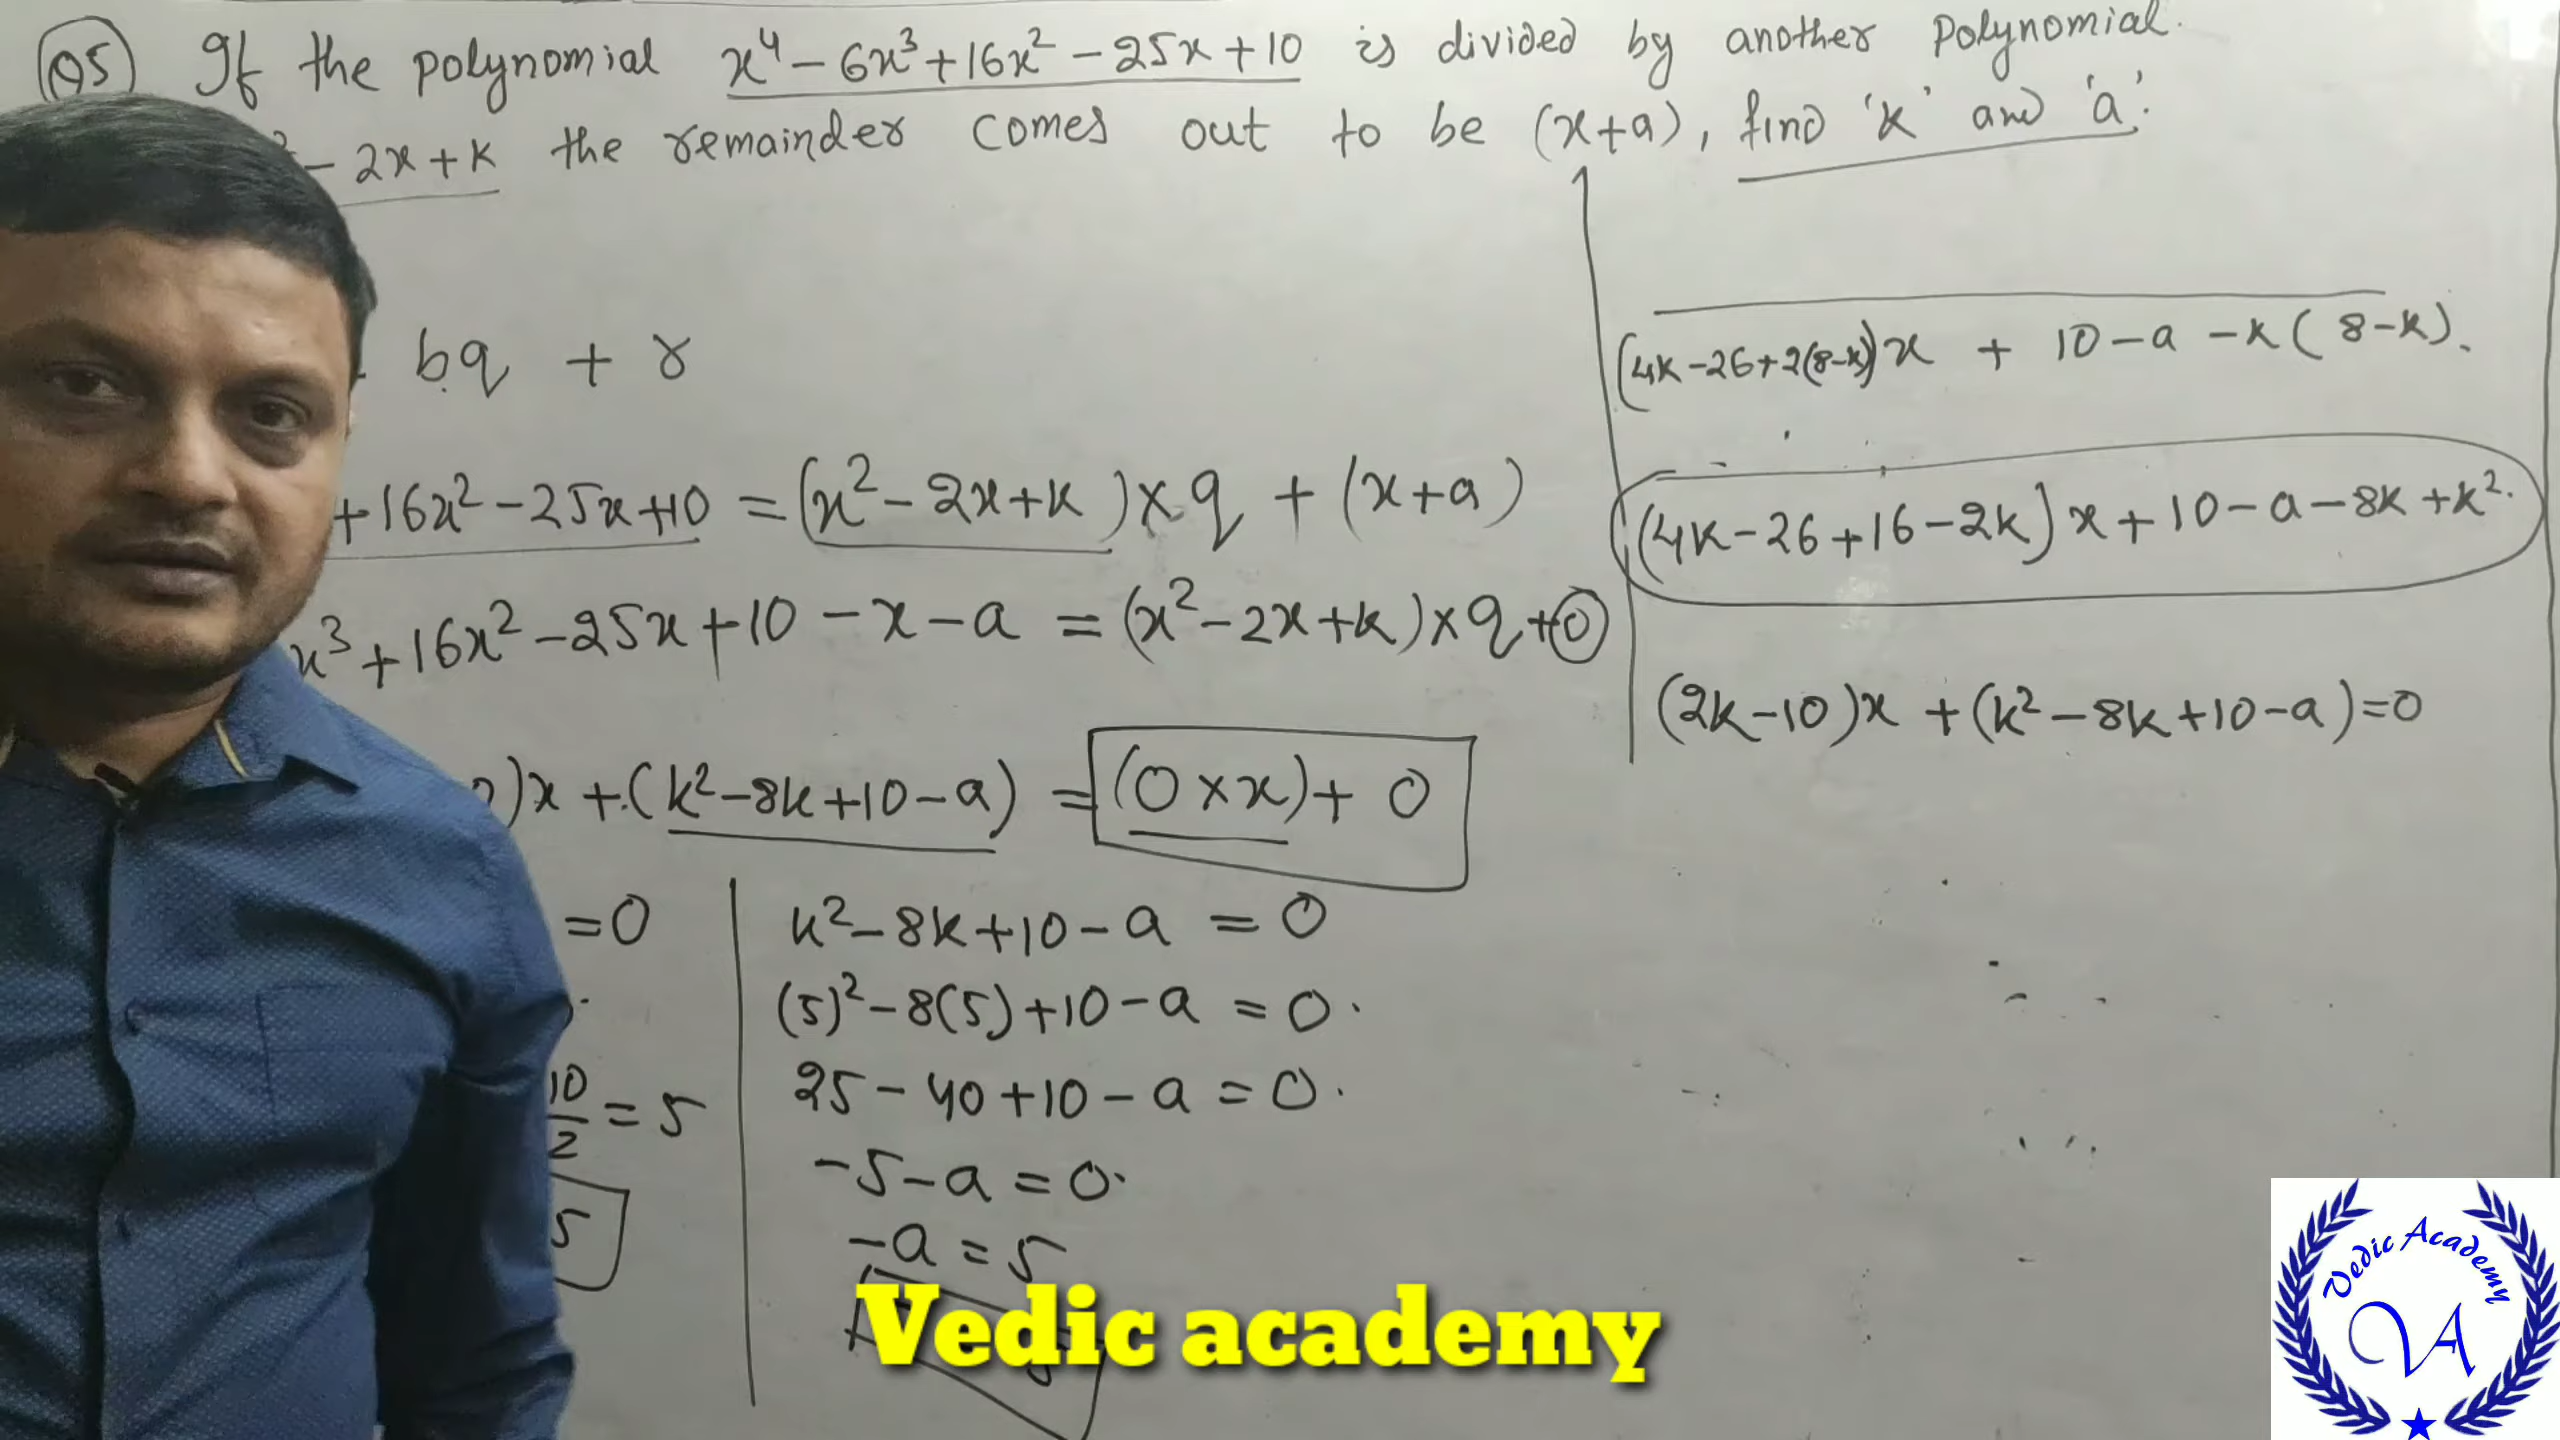 Q5 If the polynomial x⁴ - 6x³ + 16x² - 25x + 10 is divided by another polynomial.
- 2x + k the remainder comes out to be (x+a), find 'k' and 'a'.
bq + r
+ 16x² - 25x + 10 = (x² - 2x + k) × q + (x + a)
x³ + 16x² - 25x + 10 - x - a = (x² - 2x + k) × q + 0
)x + (k² - 8k + 10 - a) = (0 × x) + 0
= 0
10/2 = 5
5
k² - 8k + 10 - a = 0
(5)² - 8(5) + 10 - a = 0.
25 - 40 + 10 - a = 0.
-5 - a = 0.
-a = 5
(4k - 26 + 2(8-k))x + 10 - a - k(8 - k).
(4k - 26 + 16 - 2k)x + 10 - a - 8k + k².
(2k - 10)x + (k² - 8k + 10 - a) = 0
Vedic academy
Vedic Academy
VA